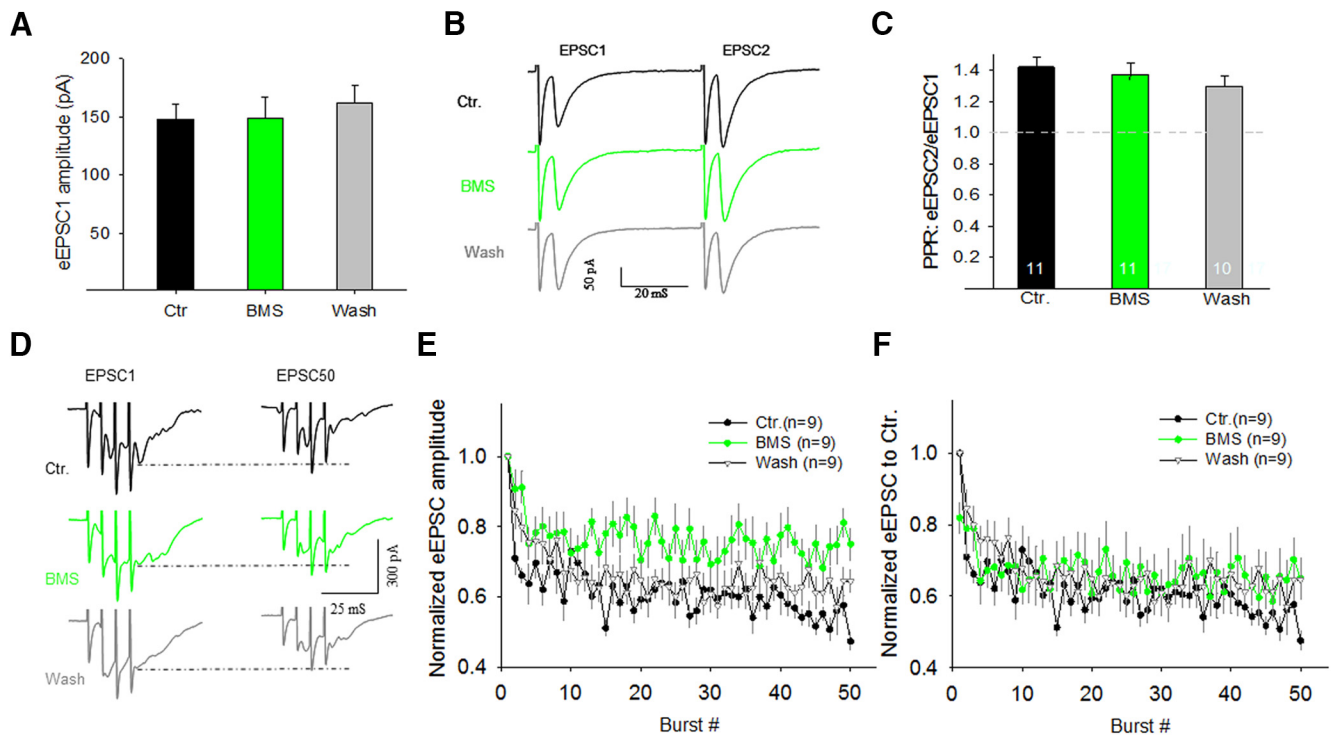 A
eEPSC1 amplitude (pA)
200
150
100
50
Ctr
BMS
Wash
B
EPSC1
EPSC2
Ctr.
BMS
Wash
50 pA
20 mS
C
PPR: eEPSC2/eEPSC1
1.4
1.2
1.0
0.8
0.6
0.4
0.2
11
11
10
Ctr.
BMS
Wash
D
EPSC1
EPSC50
Ctr.
BMS
Wash
300 pA
25 mS
E
Normalized eEPSC amplitude
1.0
0.8
0.6
0.4
Ctr.(n=9)
BMS (n=9)
Wash (n=9)
0
10
20
30
40
50
Burst #
F
Normalized eEPSC to Ctr.
1.0
0.8
0.6
0.4
Ctr. (n=9)
BMS (n=9)
Wash (n=9)
0
10
20
30
40
50
Burst #